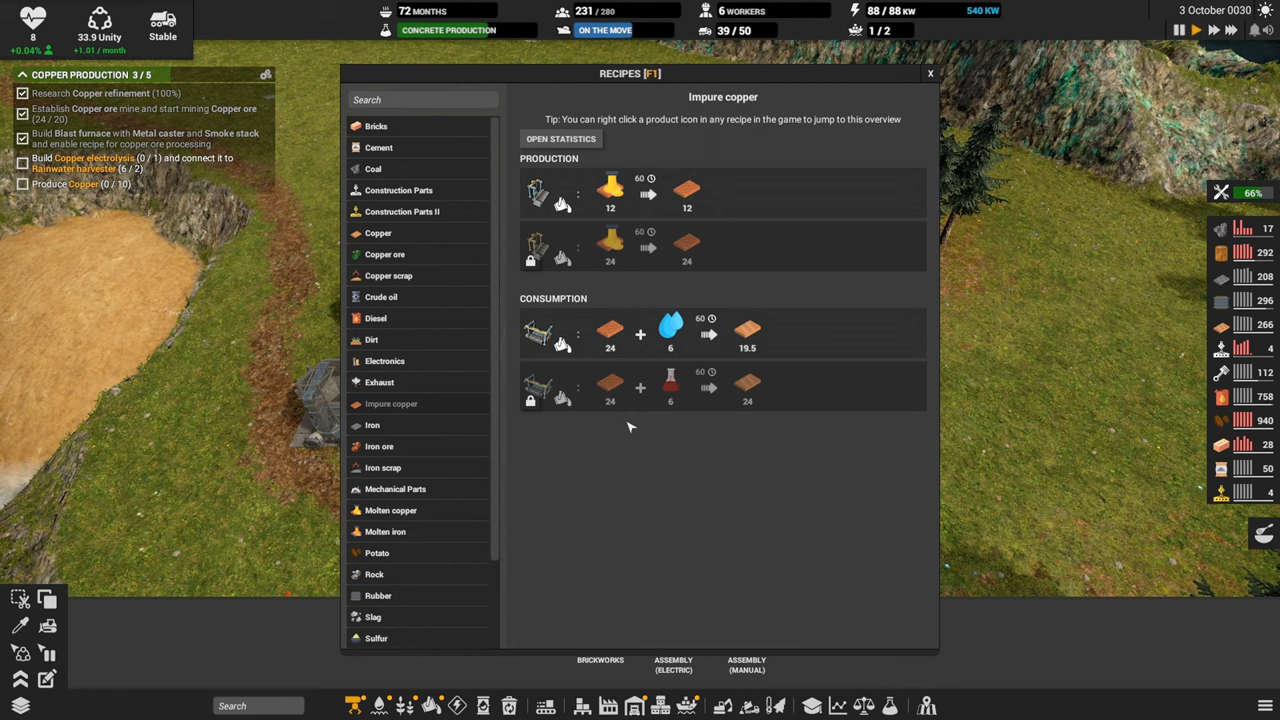 8
+0.04%
33.9 Unity
+1.01 / month
Stable
72 MONTHS
CONCRETE PRODUCTION
231 / 280
ON THE MOVE
6 WORKERS
39 / 50
88 / 88 KW
540 KW
1 / 2
3 October 0030
COPPER PRODUCTION 3 / 5
Research Copper refinement (100%)
Establish Copper ore mine and start mining Copper ore
(24 / 20)
Build Blast furnace with Metal caster and Smoke stack
and enable recipe for copper ore processing
Build Copper electrolysis (0 / 1) and connect it to
Rainwater harvester (6 / 2)
Produce Copper (0 / 10)
RECIPES [F1]
X
Search
Bricks
Cement
Coal
Construction Parts
Construction Parts II
Copper
Copper ore
Copper scrap
Crude oil
Diesel
Dirt
Electronics
Exhaust
Impure copper
Iron
Iron ore
Iron scrap
Mechanical Parts
Molten copper
Molten iron
Potato
Rock
Rubber
Slag
Sulfur
Impure copper
Tip: You can right click a product icon in any recipe in the game to jump to this overview
OPEN STATISTICS
PRODUCTION
: 60
12 12
: 60
24 24
CONSUMPTION
: + 60
24 6 19.5
: + 60
24 6 24
66%
17
292
208
296
266
4
112
758
940
28
50
4
BRICKWORKS
ASSEMBLY
(ELECTRIC)
ASSEMBLY
(MANUAL)
Search